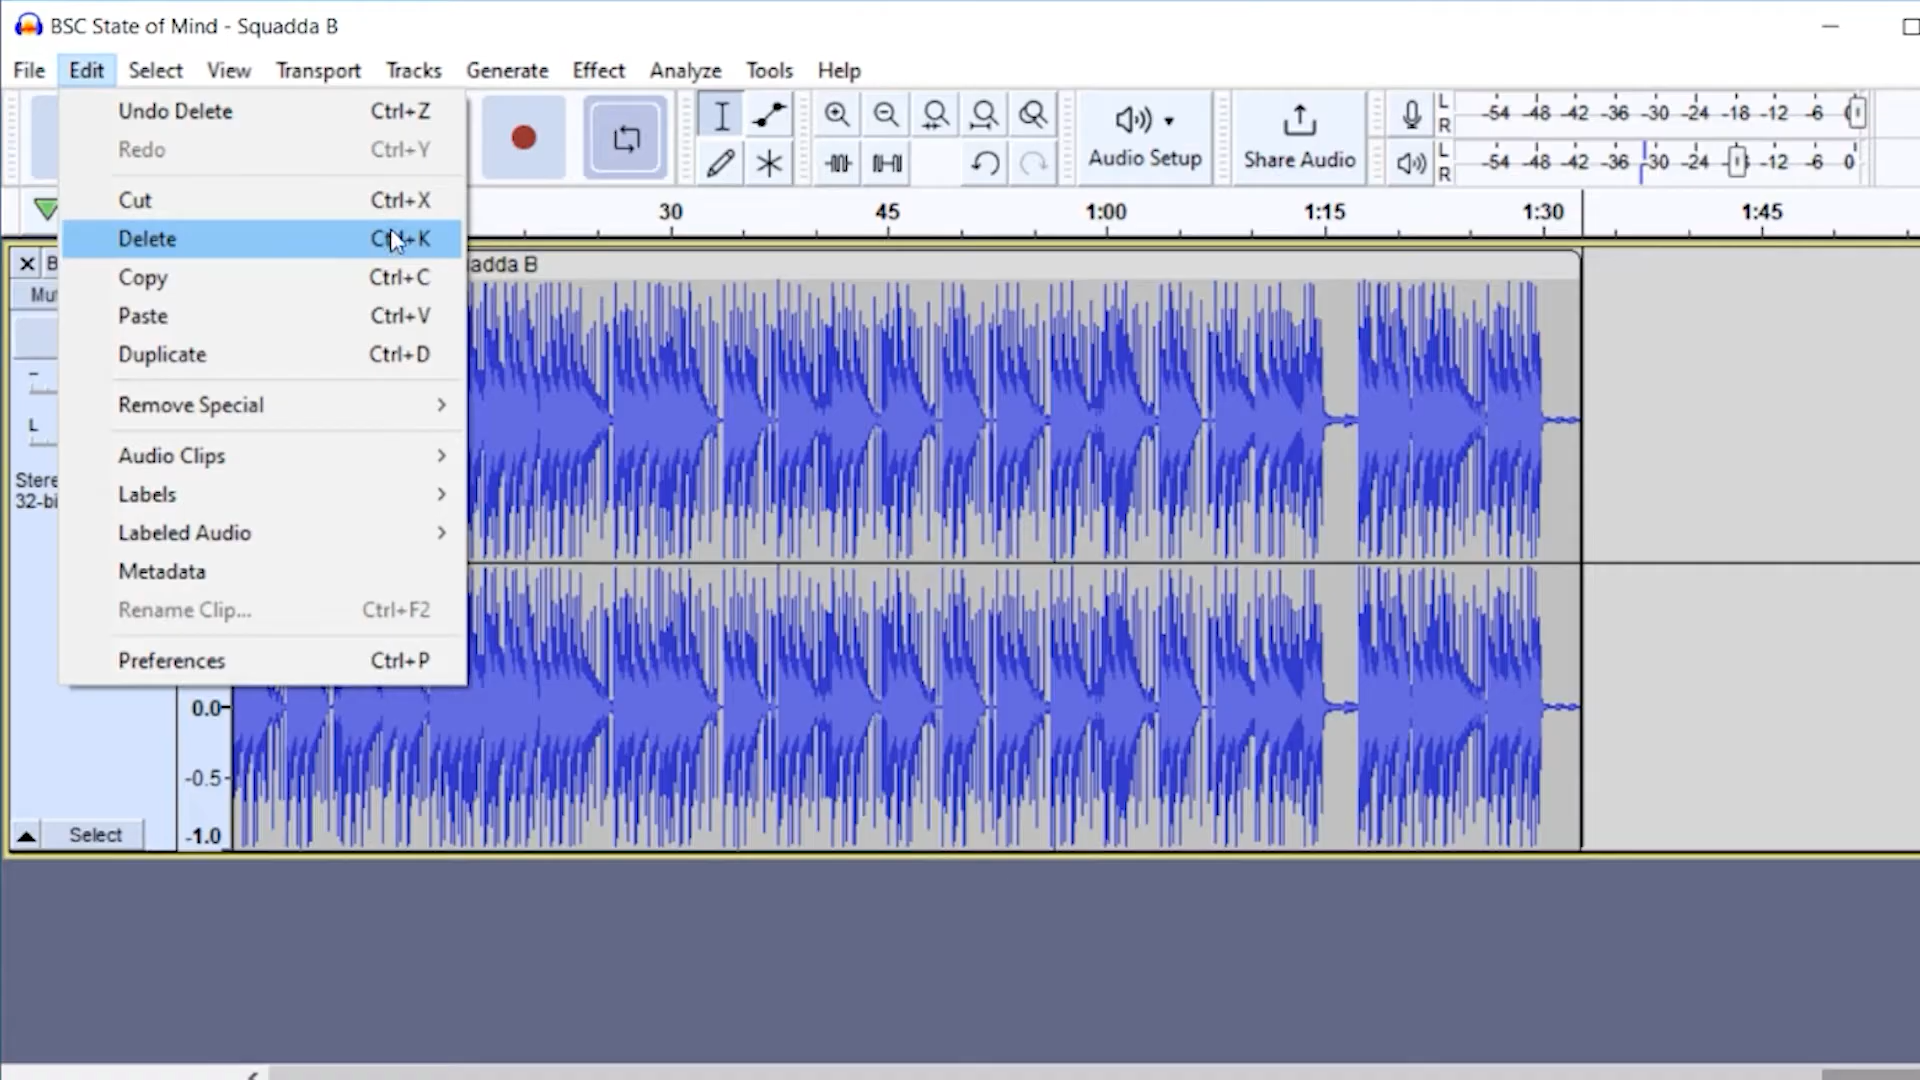 BSC State of Mind - Squadda B
File Edit Select View Transport Tracks Generate Effect Analyze Tools Help
Undo Delete Ctrl+Z
Redo Ctrl+Y
Cut Ctrl+X
Delete Ctrl+K
Copy Ctrl+C
Paste Ctrl+V
Duplicate Ctrl+D
Remove Special
Audio Clips
Labels
Labeled Audio
Metadata
Rename Clip... Ctrl+F2
Preferences Ctrl+P
Audio Setup
Share Audio
L
R
-54 -48 -42 -36 -30 -24 -18 -12 -6 0
L
R
-54 -48 -42 -36 -30 -24 -12 -6 0
30 45 1:00 1:15 1:30 1:45
B
adda B
Mut
L
Stere
32-bi
0.0
-0.5
-1.0
Select